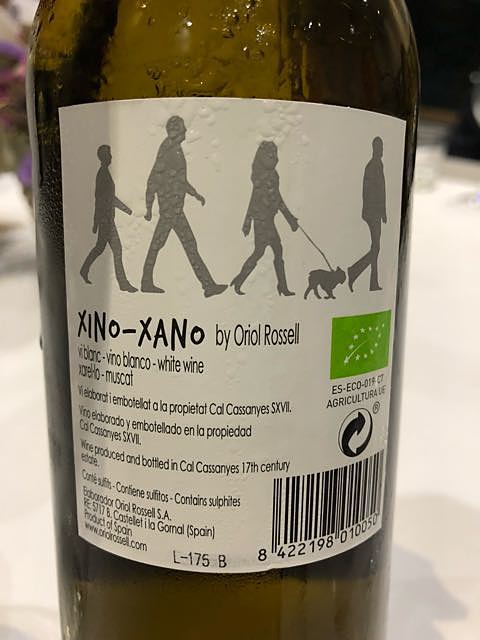 XINO-XANO by Oriol Rossell
vi blanc - vino blanco - white wine
xarel·lo - muscat
Vi elaborat i embotellat a la propietat Cal Cassanyes SXVII.
Vino elaborado y embotellado en la propiedad
Cal Cassanyes SXVII.
Wine produced and bottled in Cal Cassanyes 17th century
estate.
Conté sulfits - Contiene sulfitos - Contains sulphites
Elaborador Oriol Rossell S.A.
RE: 5717 B. Castellet i la Gornal (Spain)
Product of Spain
www.oriolrossell.com
L-175 B
ES-ECO-019-CT
AGRICULTURA UE
®
8 422198 010050